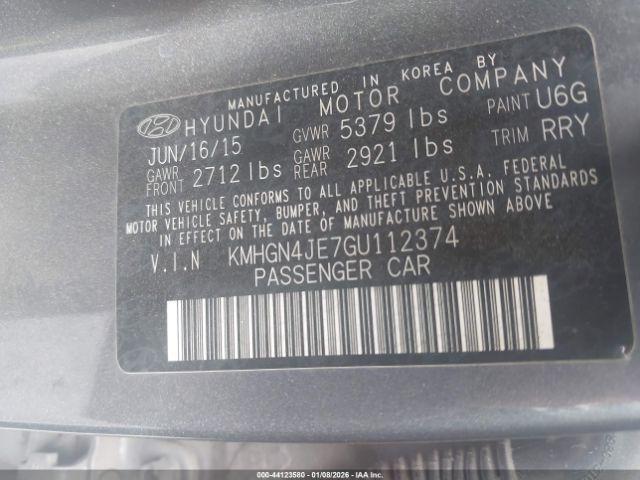 MANUFACTURED IN KOREA BY
HYUNDAI MOTOR COMPANY
JUN/16/15 GVWR 5379 lbs PAINT U6G
GAWR FRONT 2712 lbs GAWR REAR 2921 lbs TRIM RRY
THIS VEHICLE CONFORMS TO ALL APPLICABLE U.S.A. FEDERAL
MOTOR VEHICLE SAFETY, BUMPER, AND THEFT PREVENTION STANDARDS
IN EFFECT ON THE DATE OF MANUFACTURE SHOWN ABOVE
V.I.N KMHGN4JE7GU112374
PASSENGER CAR
000-44123580 - 01/08/2026 - IAA Inc.